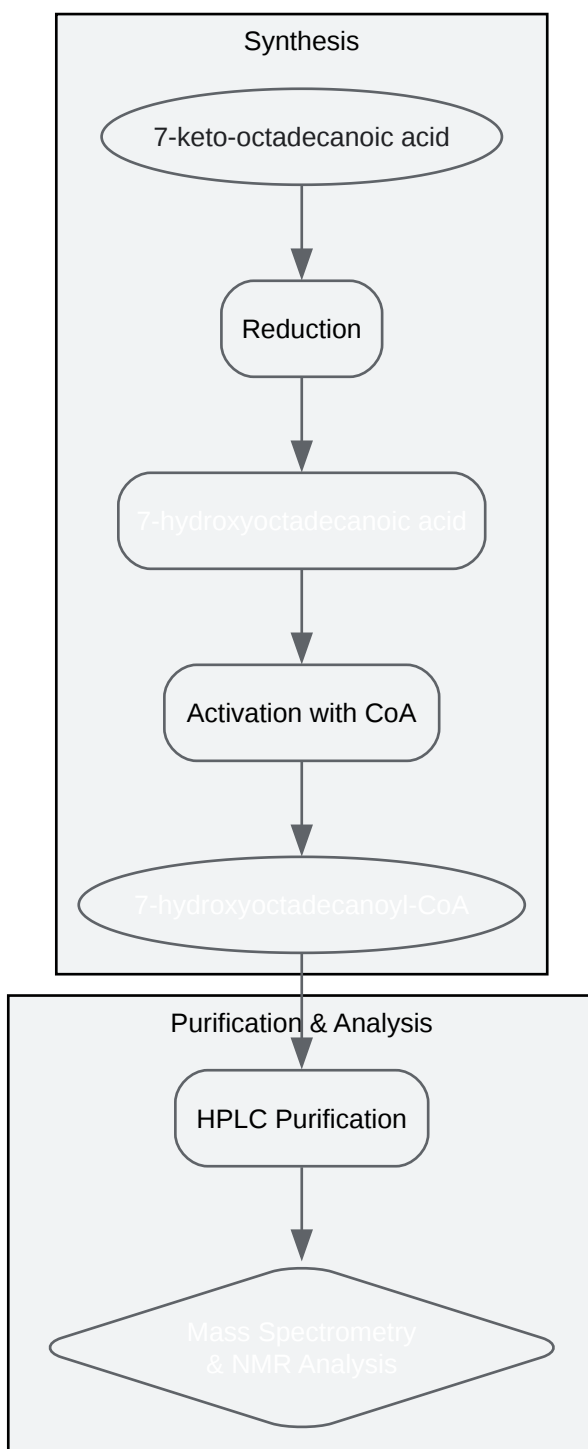 Synthesis
7-keto-octadecanoic acid
Reduction
7-hydroxyoctadecanoic acid
Activation with CoA
7-hydroxyoctadecanoyl-CoA
Purification & Analysis
HPLC Purification
Mass Spectrometry
& NMR Analysis